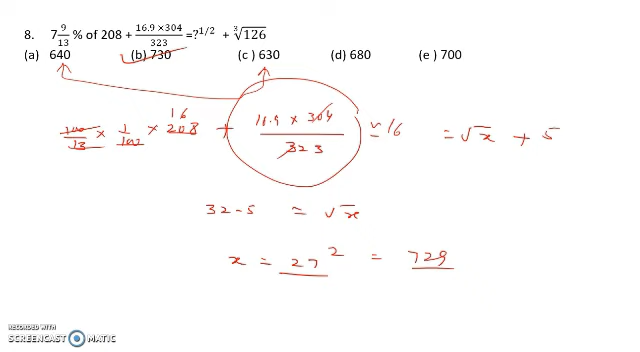 8. 7 9/13 % of 208 + 16.9 ×304/323 =?^1/2 + ∛126
(a) 640 (b) 730 (c ) 630 (d) 680 (e ) 700
100/13 × 1/100 × 208 16 + 16.9 × 304/323 ≈ 16 = √x + 5
32-5 = √x
x = 27² = 729
RECORDED WITH
SCREENCAST MATIC